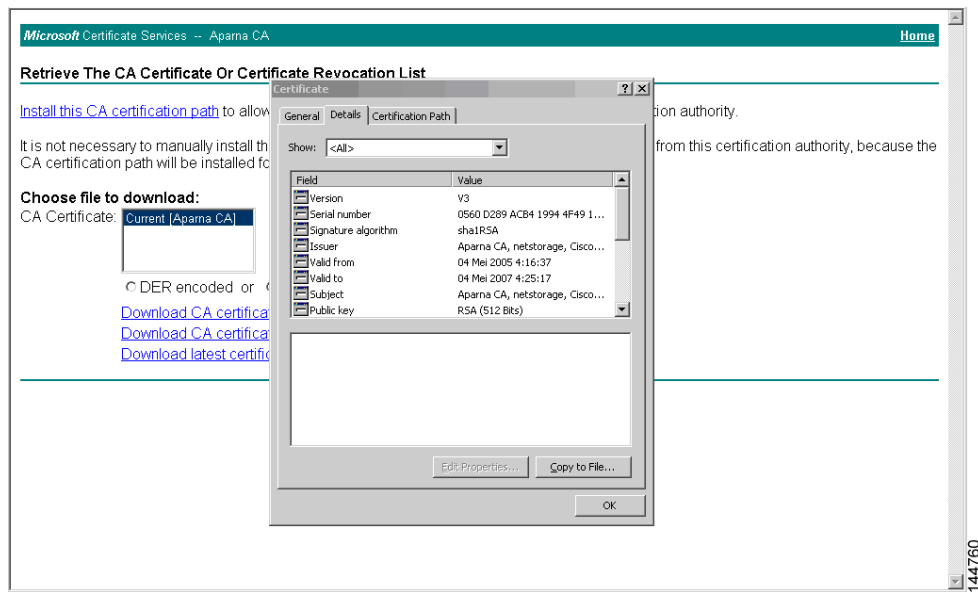 Microsoft Certificate Services -- Aparna CA
Home
Retrieve The CA Certificate Or Certificate Revocation List
Install this CA certification path to allow
ion authority.
It is not necessary to manually install th
from this certification authority, because the
CA certification path will be installed fo
Choose file to download:
CA Certificate:
Current [Aparna CA]
DER encoded or
Download CA certifica
Download CA certifica
Download latest certific
Certificate
General
Details
Certification Path
Show:
<All>
Field
Value
Version
V3
Serial number
0560 D289 ACB4 1994 4F49 1...
Signature algorithm
sha1RSA
Issuer
Aparna CA, netstorage, Cisco...
Valid from
04 Mei 2005 4:16:37
Valid to
04 Mei 2007 4:25:17
Subject
Aparna CA, netstorage, Cisco...
Public key
RSA (512 Bits)
Edit Properties...
Copy to File...
OK
144760